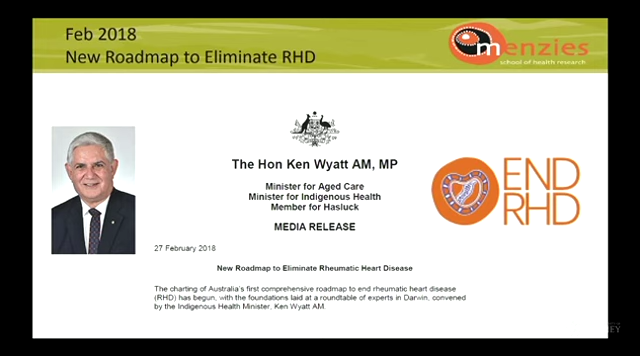 Feb 2018
New Roadmap to Eliminate RHD
menzies
school of health research
The Hon Ken Wyatt AM, MP
Minister for Aged Care
Minister for Indigenous Health
Member for Hasluck
MEDIA RELEASE
END
RHD
27 February 2018
New Roadmap to Eliminate Rheumatic Heart Disease
The charting of Australia's first comprehensive roadmap to end rheumatic heart disease
(RHD) has begun, with the foundations laid at a roundtable of experts in Darwin, convened
by the Indigenous Health Minister, Ken Wyatt AM.